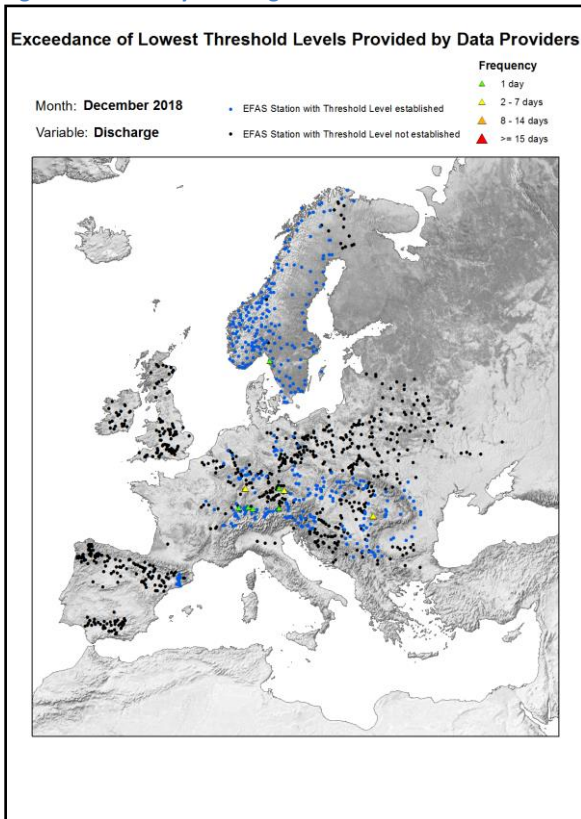 Exceedance of Lowest Threshold Levels Provided by Data Providers
Frequency
1 day
2 - 7 days
8 - 14 days
>= 15 days
Month: December 2018
EFAS Station with Threshold Level established
Variable: Discharge
EFAS Station with Threshold Level not established